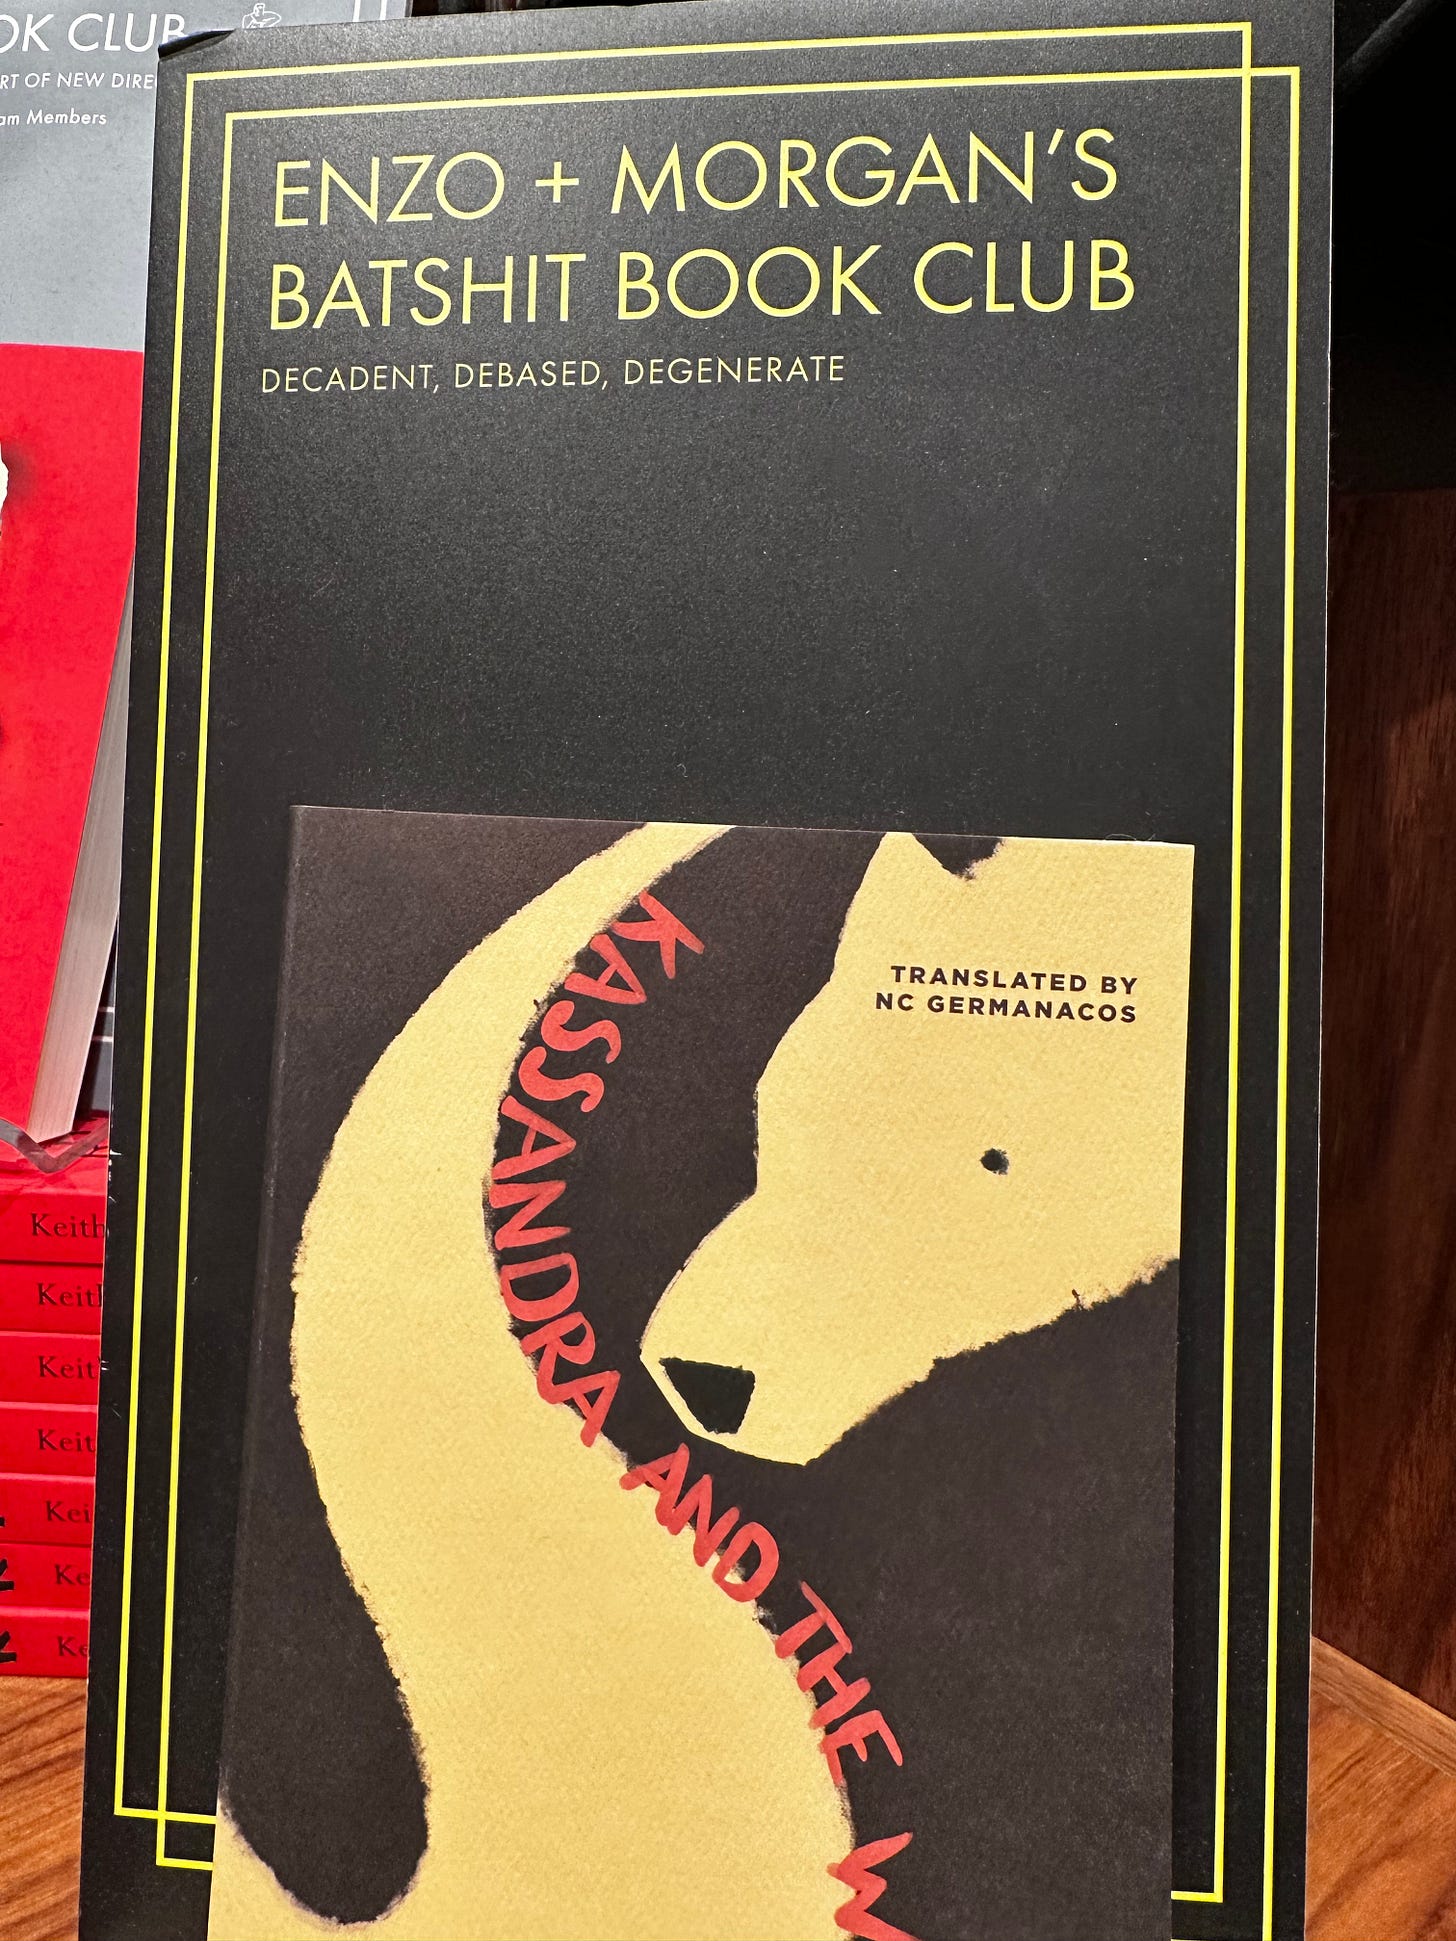 OK CLUB
RT OF NEW DIRE
am Members
ENZO + MORGAN'S
BATSHIT BOOK CLUB
DECADENT, DEBASED, DEGENERATE
TRANSLATED BY
NC GERMANACOS
KASSANDRA AND THE W
Keith
Keith
Keit
Keit
Kei
Ke
Ke